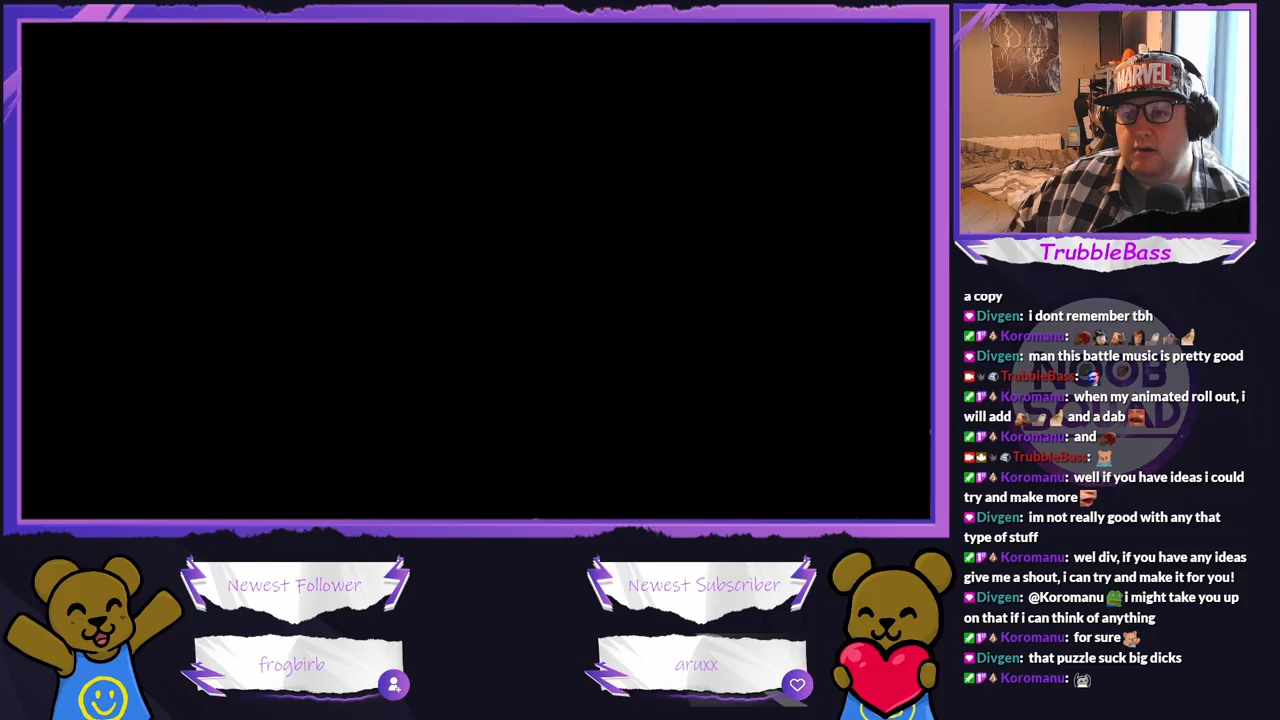 MARVEL
TrubbleBass
a copy
Divgen: i dont remember tbh
Koromanu:
Divgen: man this battle music is pretty good
TrubbleBass:
Koromanu: when my animated roll out, i
will add and a dab
Koromanu: and
TrubbleBass:
Koromanu: well if you have ideas i could
try and make more
Divgen: im not really good with any that
type of stuff
Koromanu: wel div, if you have any ideas
give me a shout, i can try and make it for you!
Divgen: @Koromanu i might take you up
on that if i can think of anything
Koromanu: for sure
Divgen: that puzzle suck big dicks
Koromanu:
NOOB
SQUAD
Newest Follower
frogbirb
Newest Subscriber
aruxx